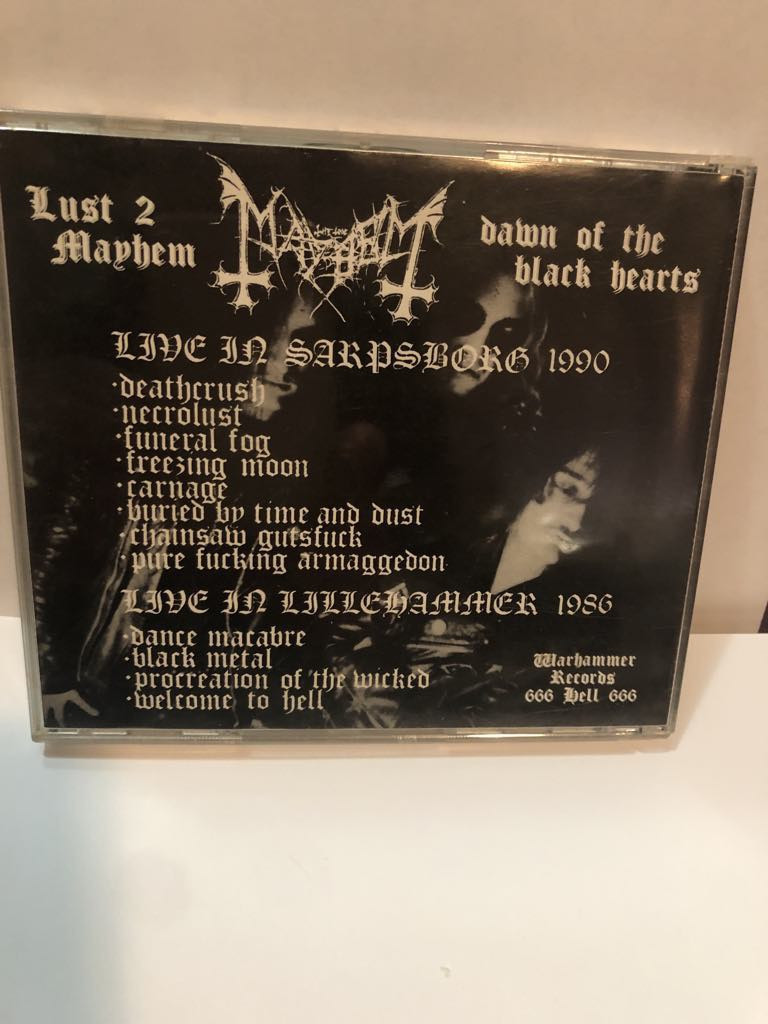 Lust 2
Mayhem
MAYHEM
dawn of the
black hearts
LIVE IN SARPSBORG 1990
·deathcrush
·necrolust
·funeral fog
·freezing moon
·carnage
·buried by time and dust
·chainsaw gutsfuck
·pure fucking armaggedon
LIVE IN LILLEHAMMER 1986
·dance macabre
·black metal
·procreation of the wicked
·welcome to hell
Warhammer
Records
666 Hell 666